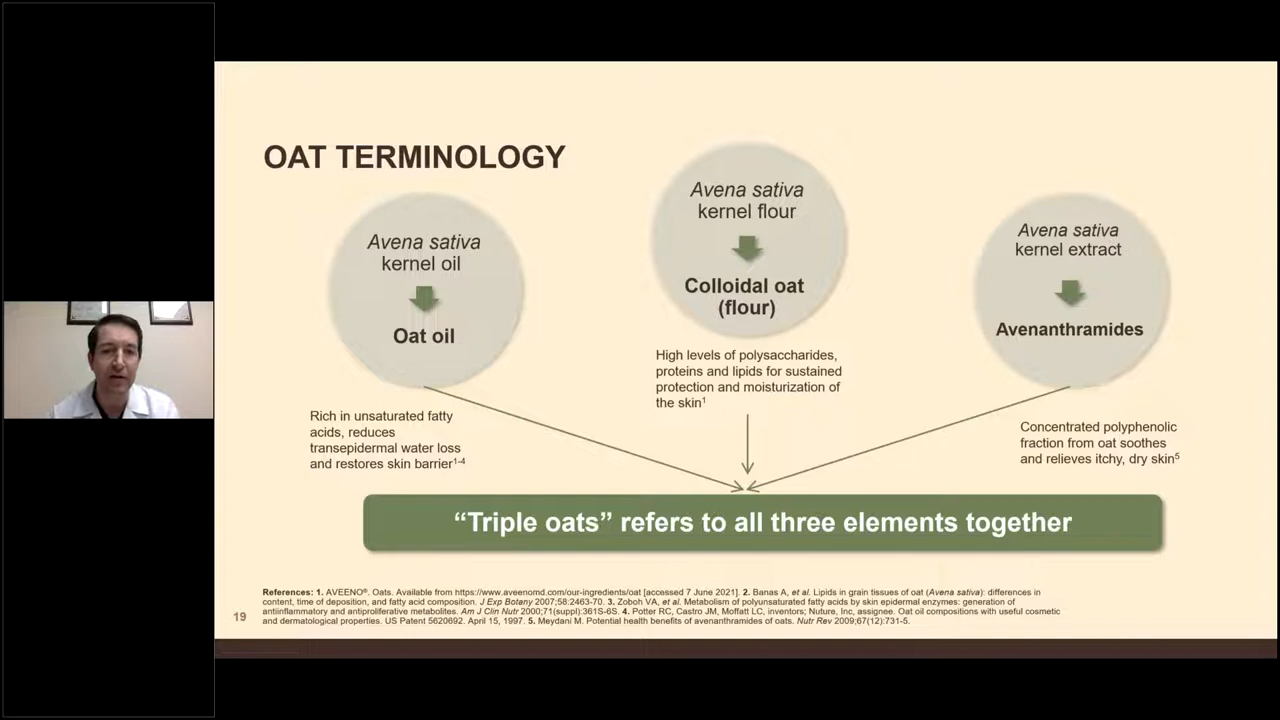 OAT TERMINOLOGY
Avena sativa
kernel oil
Oat oil
Rich in unsaturated fatty
acids, reduces
transepidermal water loss
and restores skin barrier¹⁻⁴
Avena sativa
kernel flour
Colloidal oat
(flour)
High levels of polysaccharides,
proteins and lipids for sustained
protection and moisturization of
the skin¹
Avena sativa
kernel extract
Avenanthramides
Concentrated polyphenolic
fraction from oat soothes
and relieves itchy, dry skin⁵
“Triple oats” refers to all three elements together
References: 1. AVEENO®. Oats. Available from https://www.aveenomd.com/our-ingredients/oat [accessed 7 June 2021]. 2. Banas A, et al. Lipids in grain tissues of oat (Avena sativa): differences in
content, time of deposition, and fatty acid composition. J Exp Botany 2007;58:2463-70. 3. Zoboh VA, et al. Metabolism of polyunsaturated fatty acids by skin epidermal enzymes: generation of
antiinflammatory and antiproliferative metabolites. Am J Clin Nutr 2000;71(suppl):361S-6S. 4. Potter RC, Castro JM, Moffatt LC, inventors; Nuture, Inc, assignee. Oat oil compositions with useful cosmetic
and dermatological properties. US Patent 5620692. April 15, 1997. 5. Meydani M. Potential health benefits of avenanthramides of oats. Nutr Rev 2009;67(12):731-5.
19